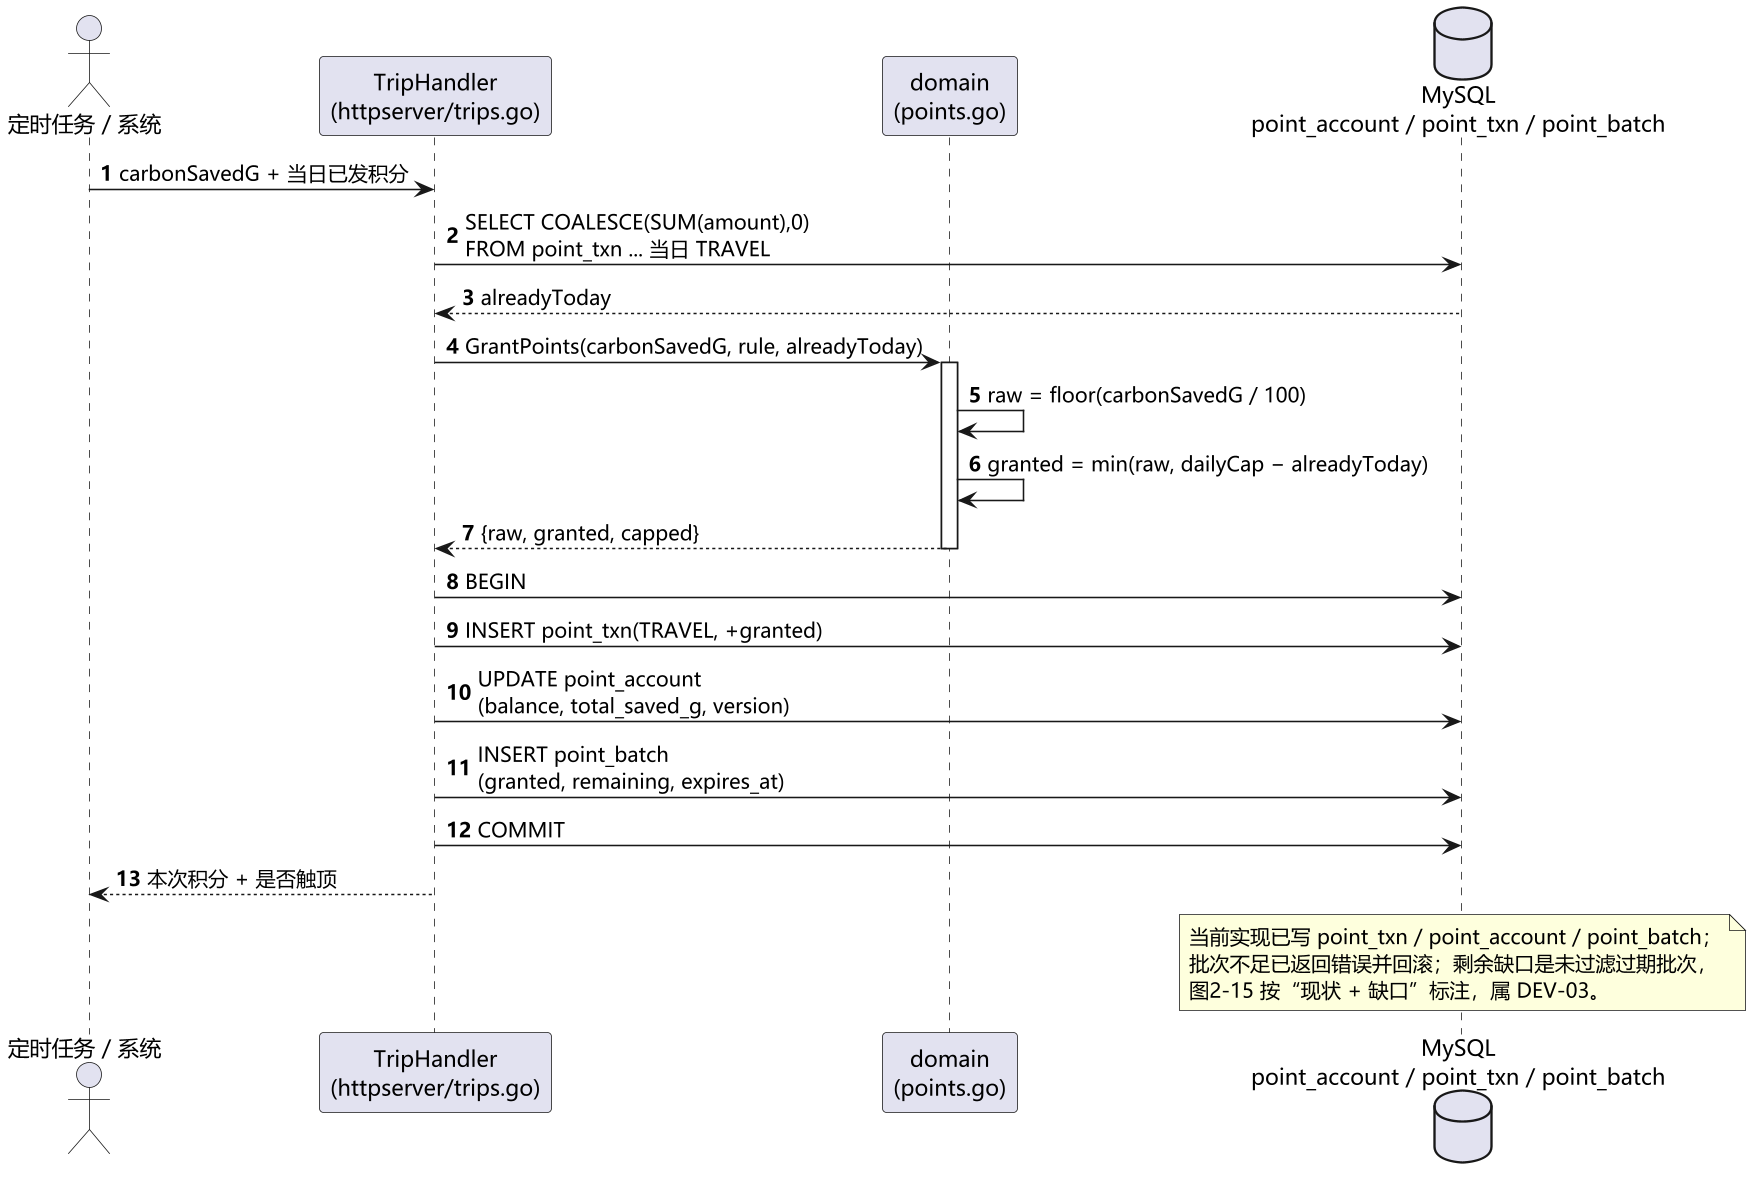 定时任务 / 系统
TripHandler
(httpserver/trips.go)
domain
(points.go)
MySQL
point_account / point_txn / point_batch
1 carbonSavedG + 当日已发积分
2 SELECT COALESCE(SUM(amount),0)
FROM point_txn ... 当日 TRAVEL
3 alreadyToday
4 GrantPoints(carbonSavedG, rule, alreadyToday)
5 raw = floor(carbonSavedG / 100)
6 granted = min(raw, dailyCap − alreadyToday)
7 {raw, granted, capped}
8 BEGIN
9 INSERT point_txn(TRAVEL, +granted)
10 UPDATE point_account
(balance, total_saved_g, version)
11 INSERT point_batch
(granted, remaining, expires_at)
12 COMMIT
13 本次积分 + 是否触顶
当前实现已写 point_txn / point_account / point_batch；
批次不足已返回错误并回滚；剩余缺口是未过滤过期批次，
图2-15 按“现状 + 缺口”标注，属 DEV-03。
定时任务 / 系统
TripHandler
(httpserver/trips.go)
domain
(points.go)
MySQL
point_account / point_txn / point_batch